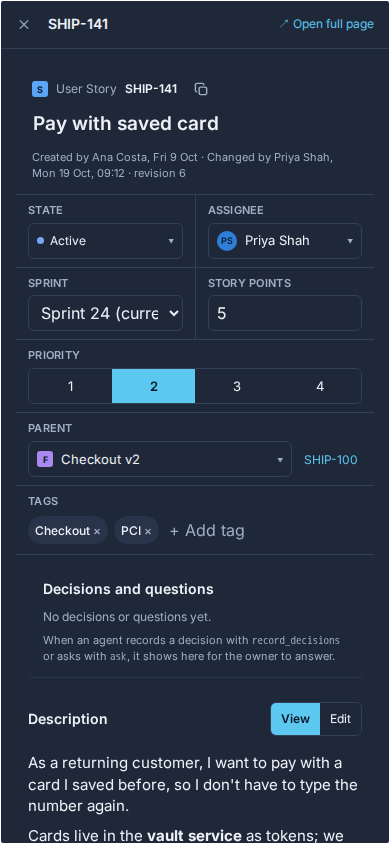 × SHIP-141 ↗ Open full page
S User Story SHIP-141
Pay with saved card
Created by Ana Costa, Fri 9 Oct · Changed by Priya Shah,
Mon 19 Oct, 09:12 · revision 6
STATE ASSIGNEE
Active ▾ PS Priya Shah ▾
SPRINT STORY POINTS
Sprint 24 (curre 5
PRIORITY
1 2 3 4
PARENT
F Checkout v2 ▾ SHIP-100
TAGS
Checkout × PCI × + Add tag
Decisions and questions
No decisions or questions yet.
When an agent records a decision with record_decisions
or asks with ask, it shows here for the owner to answer.
Description View Edit
As a returning customer, I want to pay with a
card I saved before, so I don't have to type the
number again.
Cards live in the vault service as tokens; we